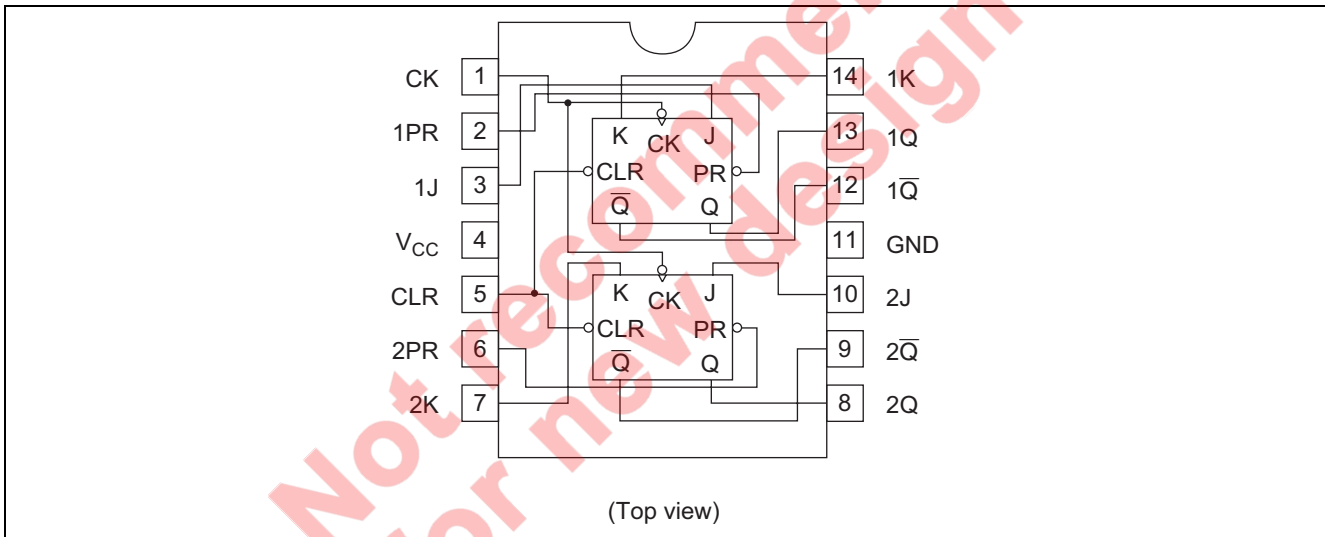 CK 1
1PR 2
1J 3
VCC 4
CLR 5
2PR 6
2K 7
14 1K
13 1Q
12 1Q̅
11 GND
10 2J
9 2Q̅
8 2Q
K CK J
CLR PR
Q̅ Q
K CK J
CLR PR
Q̅ Q
(Top view)
Not
for new design